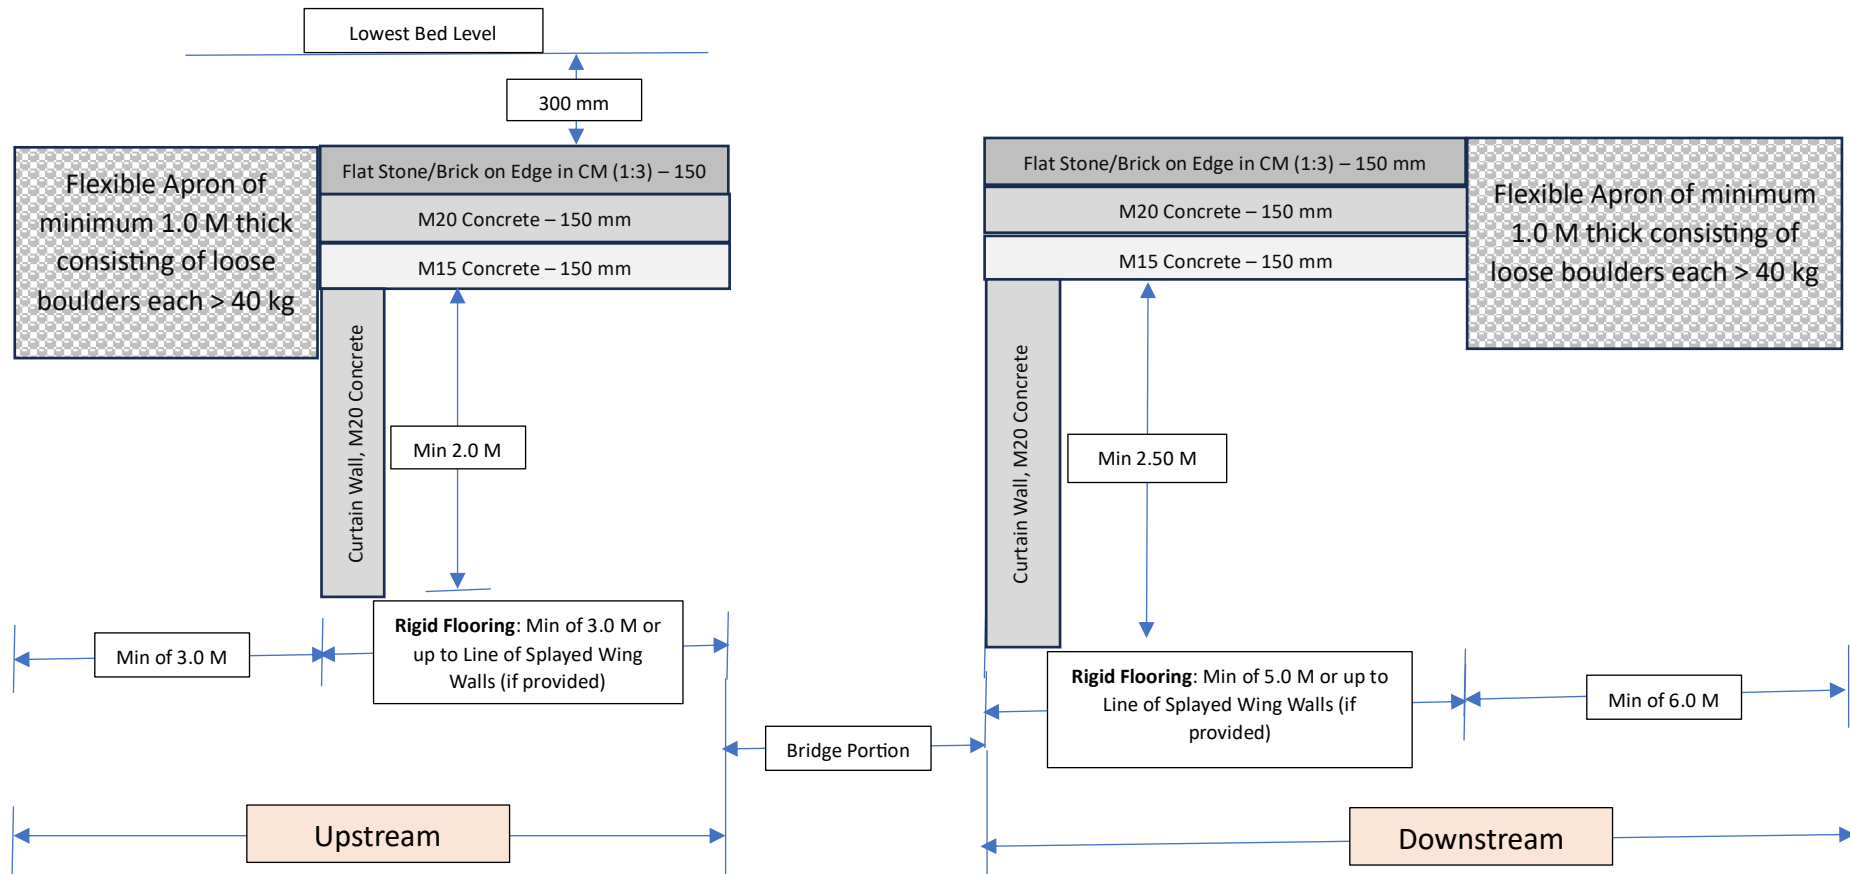 Lowest Bed Level
300 mm
Flexible Apron of
minimum 1.0 M thick
consisting of loose
boulders each > 40 kg
Flat Stone/Brick on Edge in CM (1:3) – 150
M20 Concrete – 150 mm
M15 Concrete – 150 mm
Curtain Wall, M20 Concrete
Min 2.0 M
Flat Stone/Brick on Edge in CM (1:3) – 150 mm
M20 Concrete – 150 mm
M15 Concrete – 150 mm
Flexible Apron of minimum
1.0 M thick consisting of
loose boulders each > 40 kg
Curtain Wall, M20 Concrete
Min 2.50 M
Min of 3.0 M
Rigid Flooring: Min of 3.0 M or
up to Line of Splayed Wing
Walls (if provided)
Bridge Portion
Rigid Flooring: Min of 5.0 M or up to
Line of Splayed Wing Walls (if
provided)
Min of 6.0 M
Upstream
Downstream